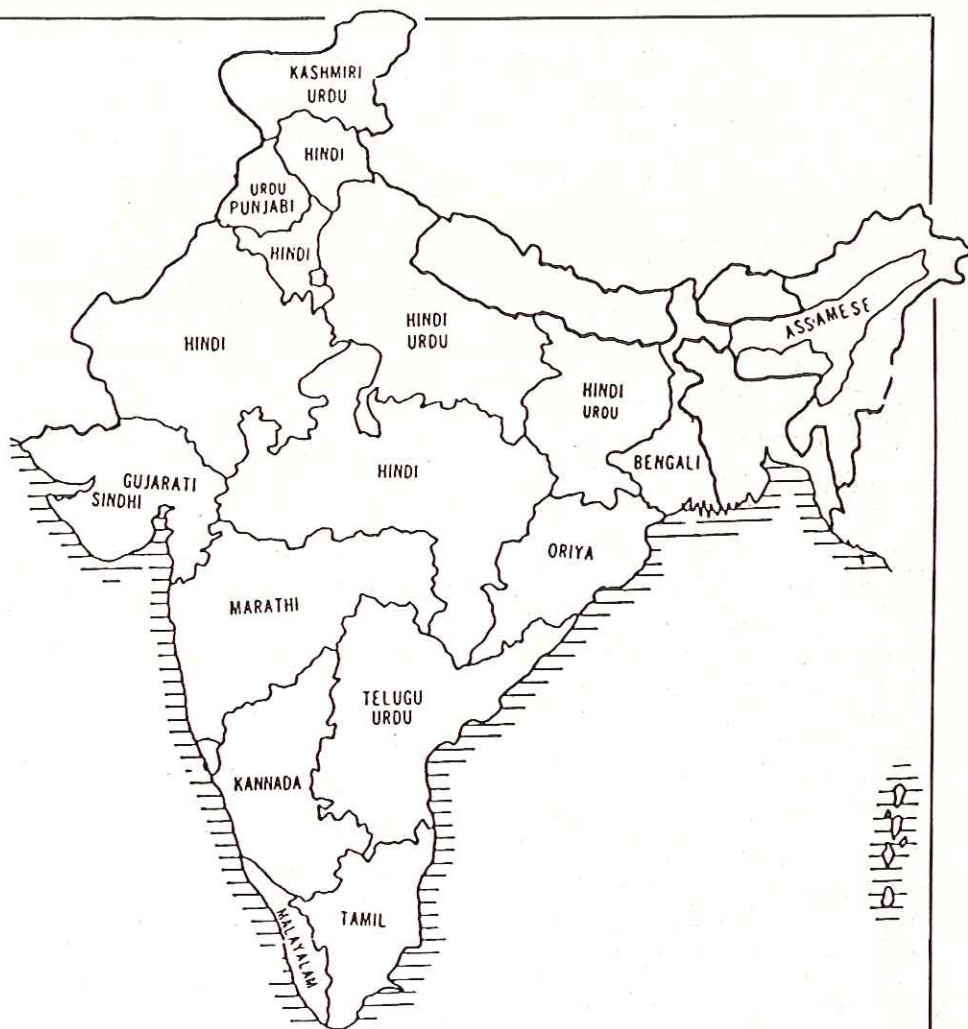 KASHMIRI
URDU
HINDI
URDU
PUNJABI
HINDI
HINDI
HINDI
URDU
ASSAMESE
HINDI
URDU
GUJARATI
SINDHI
HINDI
BENGALI
ORIYA
MARATHI
TELUGU
URDU
KANNADA
MALAYALAM
TAMIL